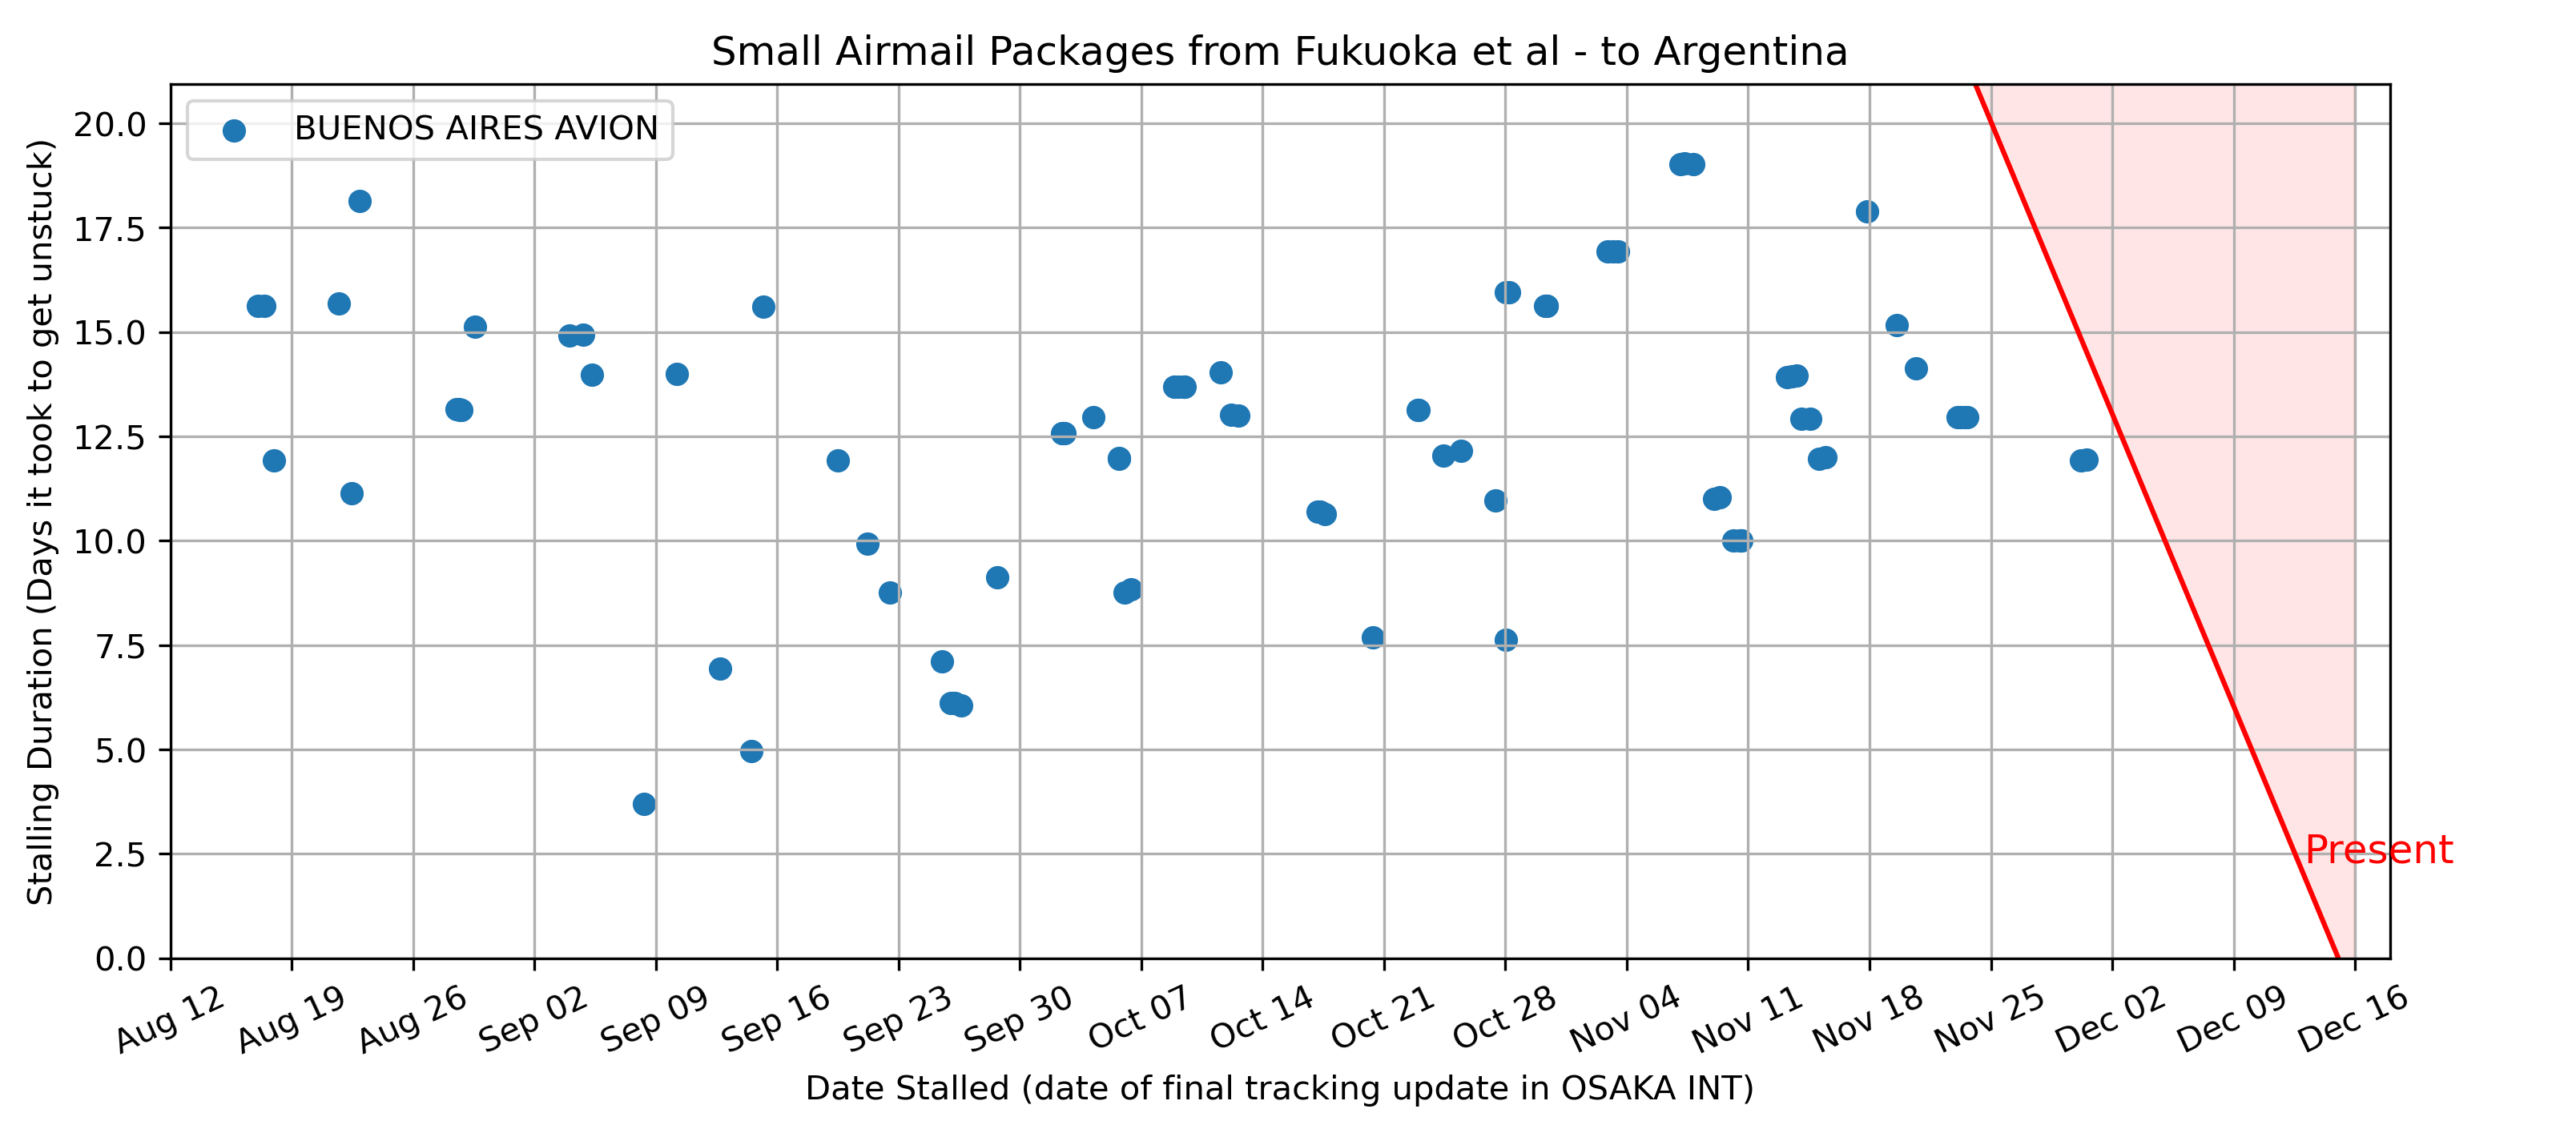 Small Airmail Packages from Fukuoka et al - to Argentina
BUENOS AIRES AVION
Stalling Duration (Days it took to get unstuck)
20.0
17.5
15.0
12.5
10.0
7.5
5.0
2.5
0.0
Present
Aug 12
Aug 19
Aug 26
Sep 02
Sep 09
Sep 16
Sep 23
Sep 30
Oct 07
Oct 14
Oct 21
Oct 28
Nov 04
Nov 11
Nov 18
Nov 25
Dec 02
Dec 09
Dec 16
Date Stalled (date of final tracking update in OSAKA INT)